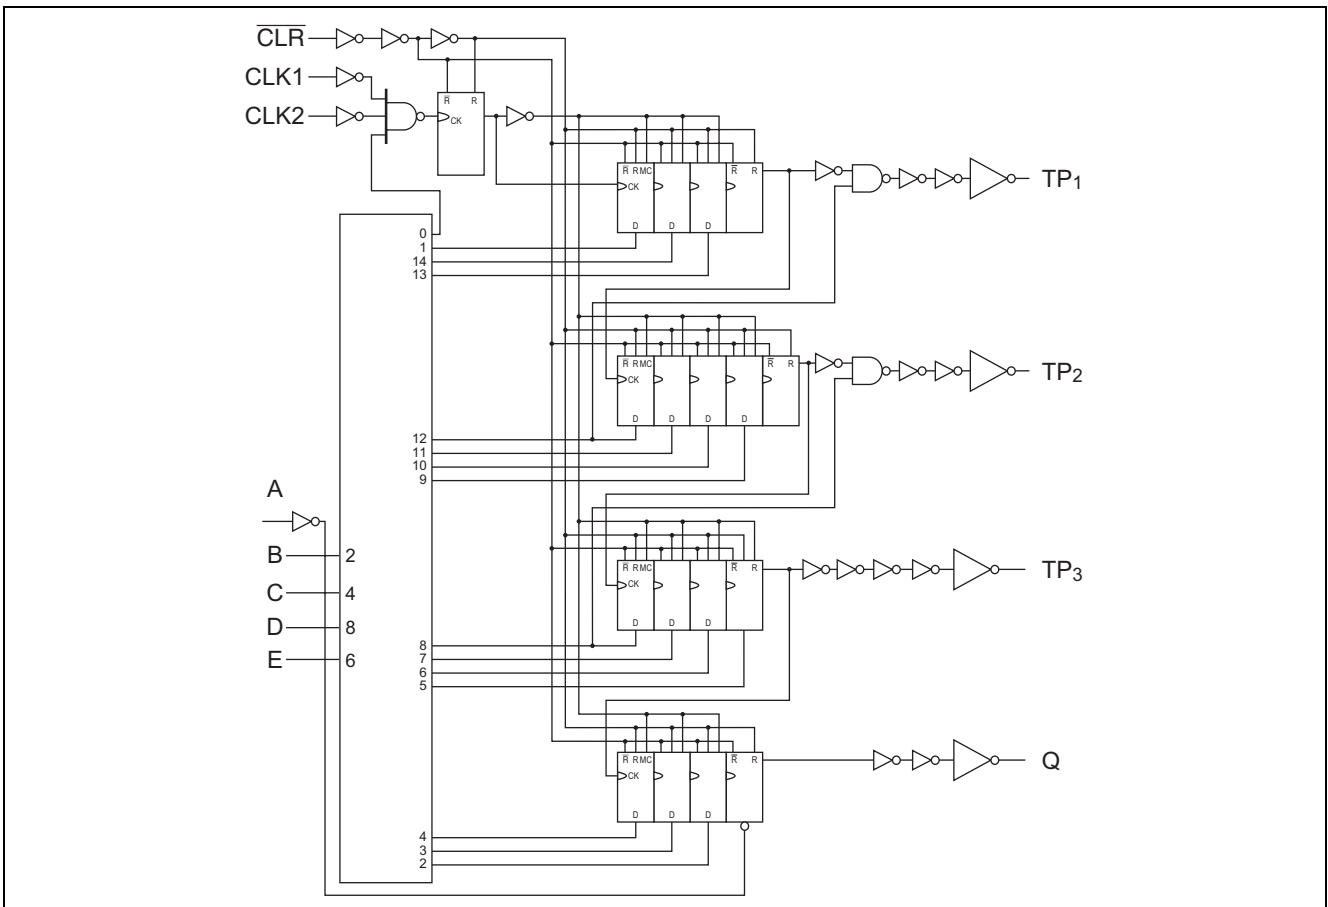 C̅L̅R̅
CLK1
CLK2
R̅ R
CK
R̅ R MC R̅ R
CK
D D D
TP1
0
1
14
13
R̅ R MC R̅ R
CK
D D D D
TP2
12
11
10
9
A
B 2
C 4
D 8
E 6
R̅ R MC R̅ R
CK
D D D
TP3
8
7
6
5
R̅ R MC R̅ R
CK
D D D
Q
4
3
2